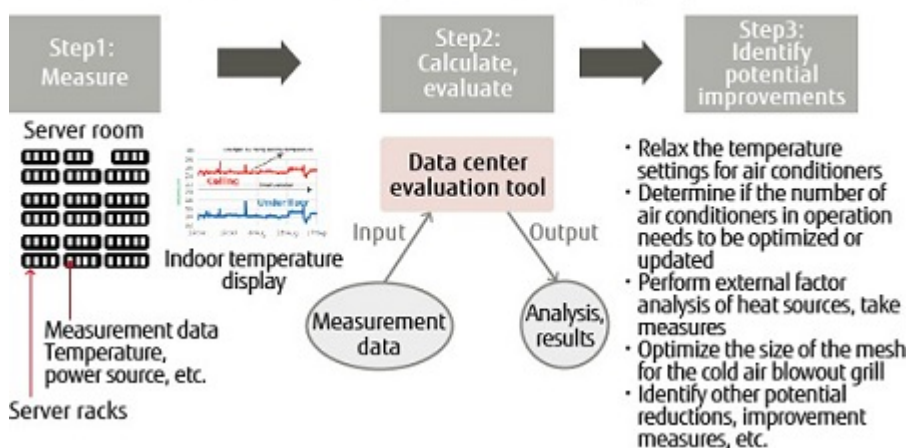 Step1:
Measure
Step2:
Calculate,
evaluate
Step3:
Identify
potential
improvements
Server room
Ceiling
Under floor
Indoor temperature
display
Measurement data
Temperature,
power source, etc.
Server racks
Data center
evaluation tool
Input
Output
Measurement
data
Analysis,
results
· Relax the temperature
settings for air conditioners
· Determine if the number of
air conditioners in operation
needs to be optimized or
updated
· Perform external factor
analysis of heat sources, take
measures
· Optimize the size of the mesh
for the cold air blowout grill
· Identify other potential
reductions, improvement
measures, etc.